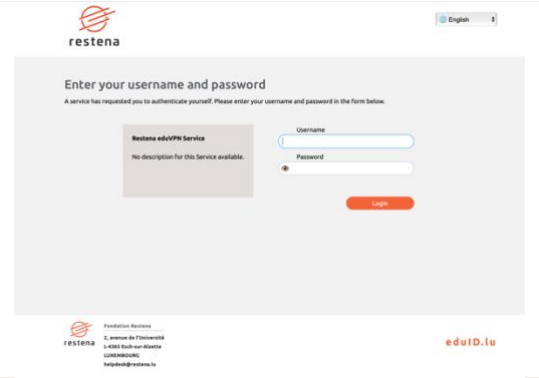 restena
English
Enter your username and password
A service has requested you to authenticate yourself. Please enter your username and password in the form below.
Restena eduVPN Service
No description for this Service available.
Username
Password
Login
restena
Fondation Restena
2, avenue de l'Université
L-4365 Esch-sur-Alzette
LUXEMBOURG
helpdesk@restena.lu
eduID.lu